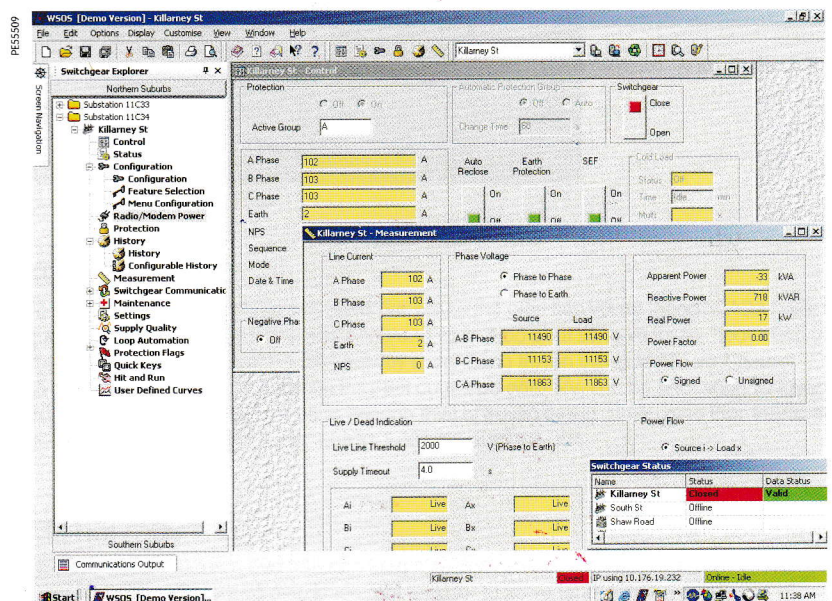 PE55509
WSOS [Demo Version] - Killarney St
File Edit Options Display Customise View Window Help
Killarney St
Screen Navigation
Switchgear Explorer
Northern Suburbs
Substation 11C33
Substation 11C34
Killarney St
Control
Status
Configuration
Configuration
Feature Selection
Menu Configuration
Radio/Modem Power
Protection
History
History
Configurable History
Measurement
Switchgear Communicatic
Maintenance
Settings
Supply Quality
Loop Automation
Protection Flags
Quick Keys
Hit and Run
User Defined Curves
Southern Suburbs
Communications Output
Killarney St - Control
Protection
Off On
Active Group A
Automatic Protection Group
Off Auto
Change Time 60 s
Switchgear
Close
Open
A Phase 102 A
B Phase 103 A
C Phase 103 A
Earth 2 A
NPS
Sequence
Mode
Date & Time
Negative Pha
Off
Auto Reclose
Earth Protection
SEF
On On On
Off Off Off
Cold Load
Status Off
Time Idle min
Mult x
Killarney St - Measurement
Line Current
A Phase 102 A
B Phase 103 A
C Phase 103 A
Earth 2 A
NPS 0 A
Phase Voltage
Phase to Phase
Phase to Earth
Source Load
A-B Phase 11490 11490 V
B-C Phase 11153 11153 V
C-A Phase 11863 11863 V
Apparent Power -33 kVA
Reactive Power 718 kVAR
Real Power 17 kW
Power Factor 0.00
Power Flow
Signed Unsigned
Live / Dead Indication
Live Line Threshold 2000 V (Phase to Earth)
Supply Timeout 4.0 s
Ai Live Ax Live
Bi Live Bx Live
Power Flow
Source i -> Load x
Switchgear Status
Name Status Data Status
Killarney St Closed Valid
South St Offline
Shaw Road Offline
Killarney St Closed IP using 10.176.19.232 Online - Idle
Start WSOS [Demo Version]... 11:38 AM